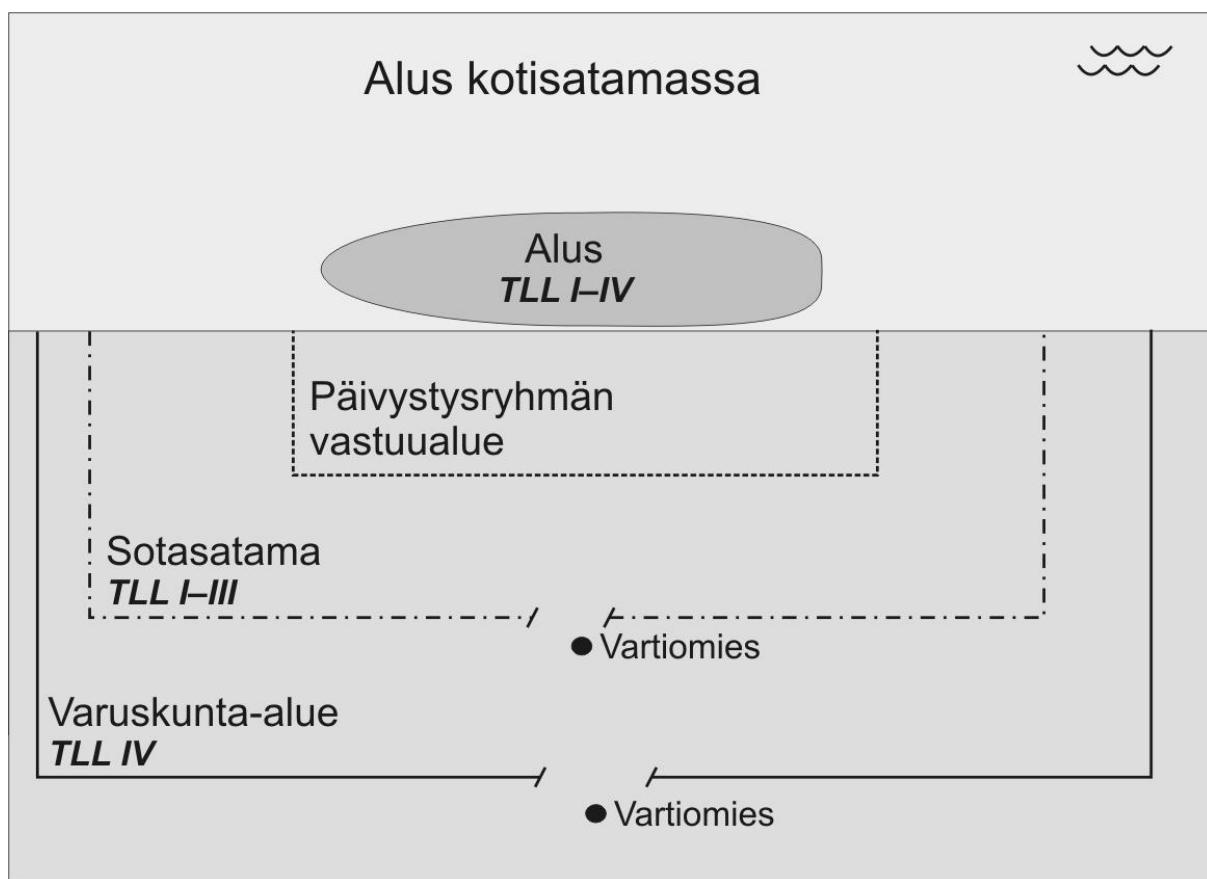 Alus kotisatamassa
Alus
TLL I–IV
Päivystysryhmän
vastuualue
Sotasatama
TLL I–III
Vartiomies
Varuskunta-alue
TLL IV
Vartiomies